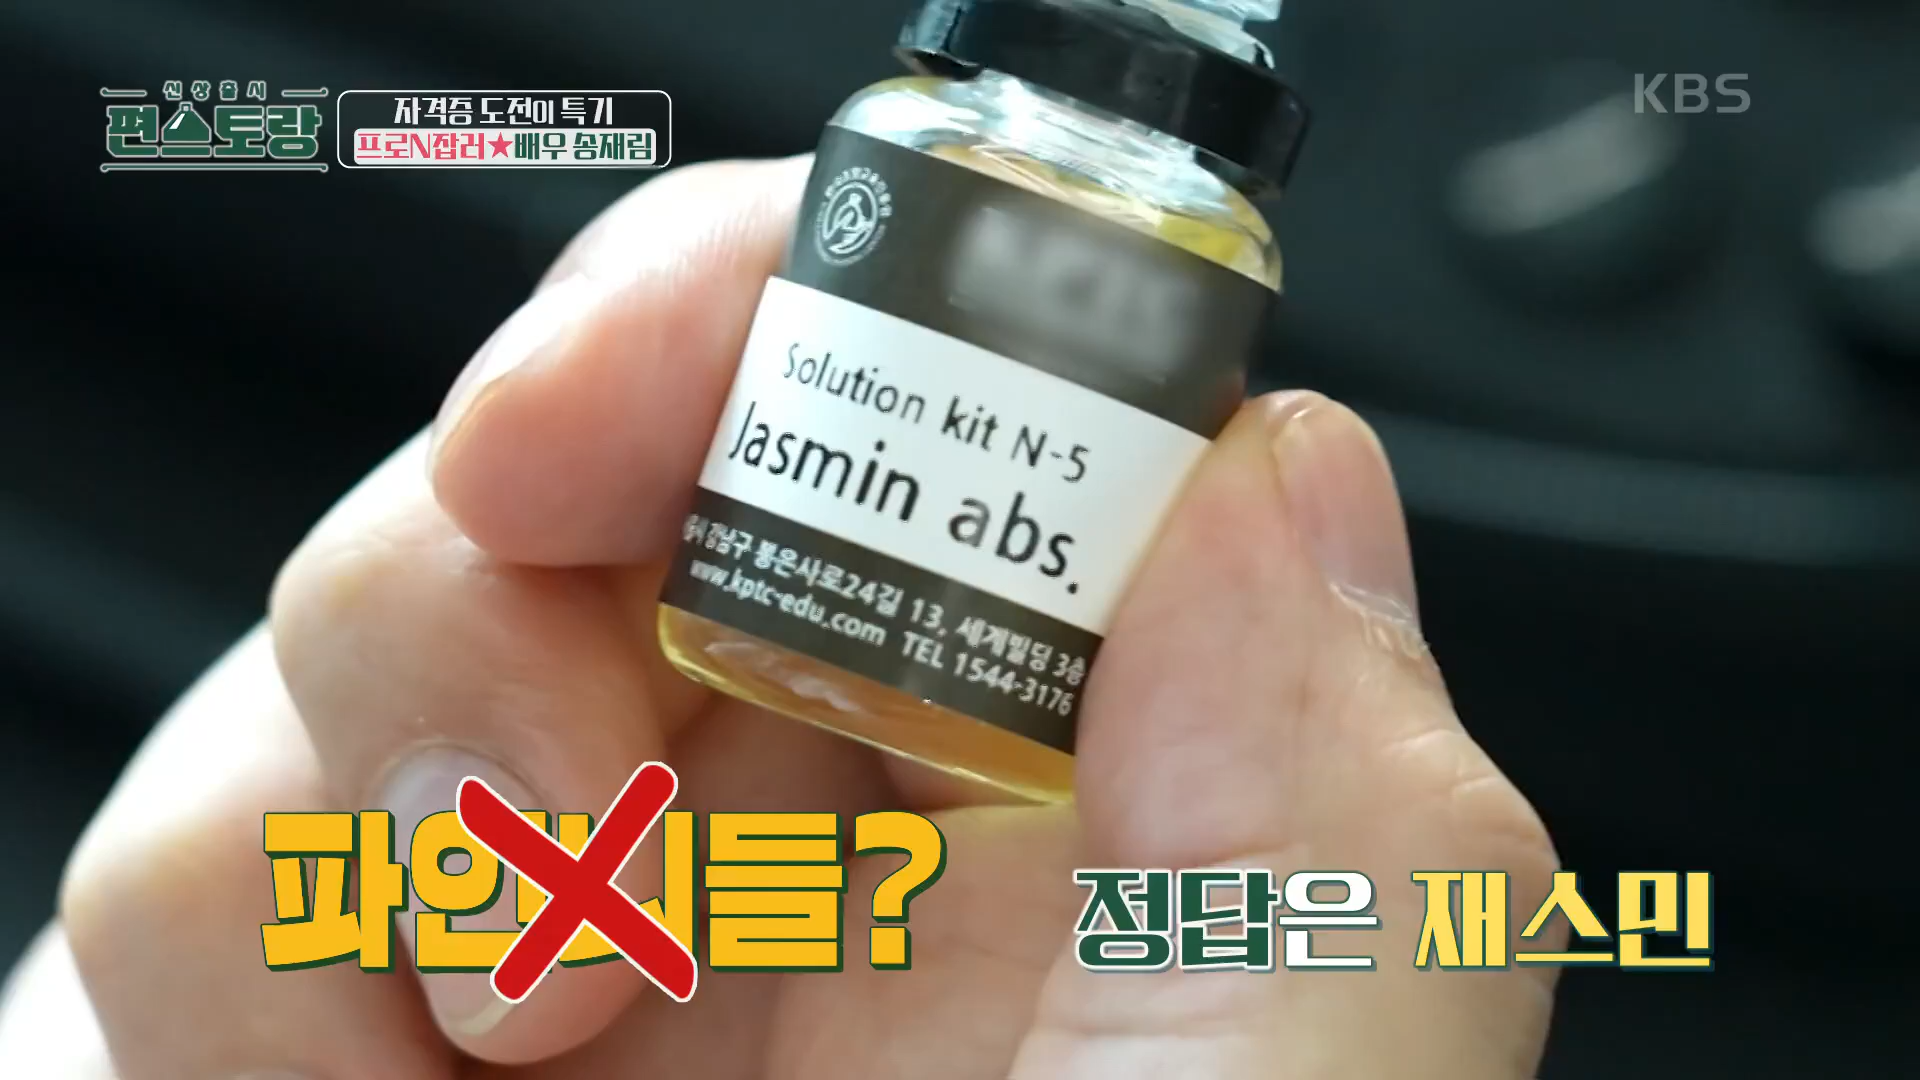 신상출시
편스토랑
자격증 도전이 특기
프로N잡러★배우 송재림
KBS
Solution kit N-5
Jasmin abs.
강남구 봉은사로24길 13, 세계빌딩 3층
www.kptc-edu.com TEL 1544-3176
파인 들?
정답은 재스민